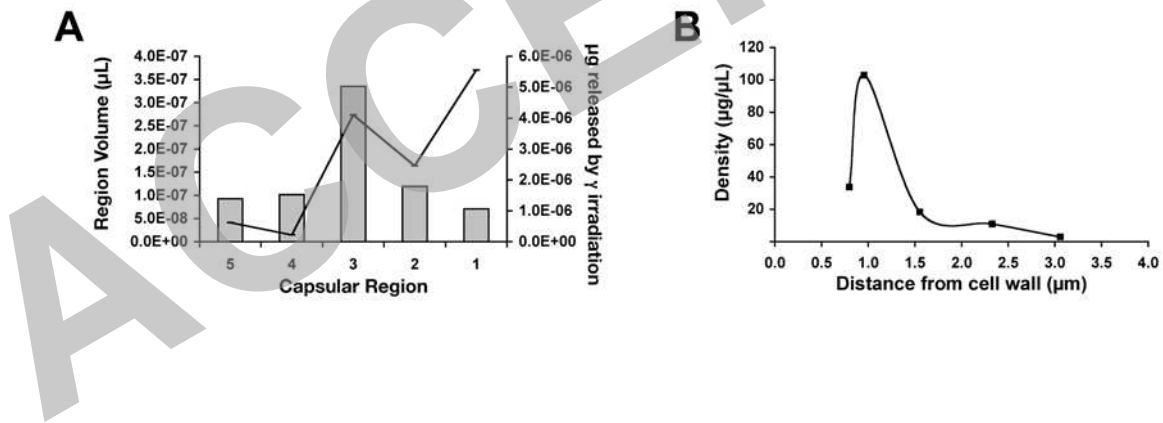 A
Region Volume (µL)
4.0E-07
3.5E-07
3.0E-07
2.5E-07
2.0E-07
1.5E-07
1.0E-07
5.0E-08
0.0E+00
6.0E-06
5.0E-06
4.0E-06
3.0E-06
2.0E-06
1.0E-06
0.0E+00
µg released by γ irradiation
5 4 3 2 1
Capsular Region
B
Density (µg/µL)
120
100
80
60
40
20
0.0 0.5 1.0 1.5 2.0 2.5 3.0 3.5 4.0
Distance from cell wall (µm)
ACCE